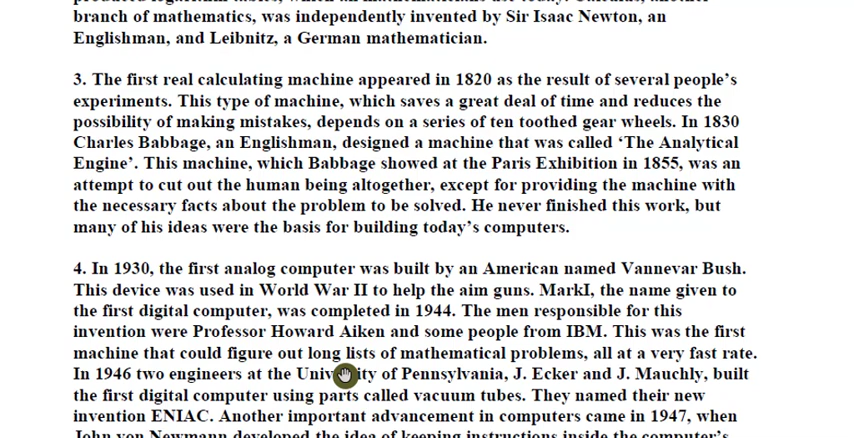 branch of mathematics, was independently invented by Sir Isaac Newton, an
Englishman, and Leibnitz, a German mathematician.
3. The first real calculating machine appeared in 1820 as the result of several people's
experiments. This type of machine, which saves a great deal of time and reduces the
possibility of making mistakes, depends on a series of ten toothed gear wheels. In 1830
Charles Babbage, an Englishman, designed a machine that was called ‘The Analytical
Engine’. This machine, which Babbage showed at the Paris Exhibition in 1855, was an
attempt to cut out the human being altogether, except for providing the machine with
the necessary facts about the problem to be solved. He never finished this work, but
many of his ideas were the basis for building today's computers.
4. In 1930, the first analog computer was built by an American named Vannevar Bush.
This device was used in World War II to help the aim guns. MarkI, the name given to
the first digital computer, was completed in 1944. The men responsible for this
invention were Professor Howard Aiken and some people from IBM. This was the first
machine that could figure out long lists of mathematical problems, all at a very fast rate.
In 1946 two engineers at the of Pennsylvania, J. Ecker and J. Mauchly, built
the first digital computer using parts called vacuum tubes. They named their new
invention ENIAC. Another important advancement in computers came in 1947, when
John von Newmann developed the idea of keeping instructions inside the computer's